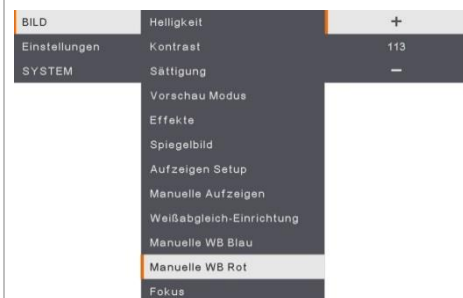 BILD
Einstellungen
SYSTEM
Helligkeit
Kontrast
Sättigung
Vorschau Modus
Effekte
Spiegelbild
Aufzeigen Setup
Manuelle Aufzeigen
Weißabgleich-Einrichtung
Manuelle WB Blau
Manuelle WB Rot
Fokus
+
113
−